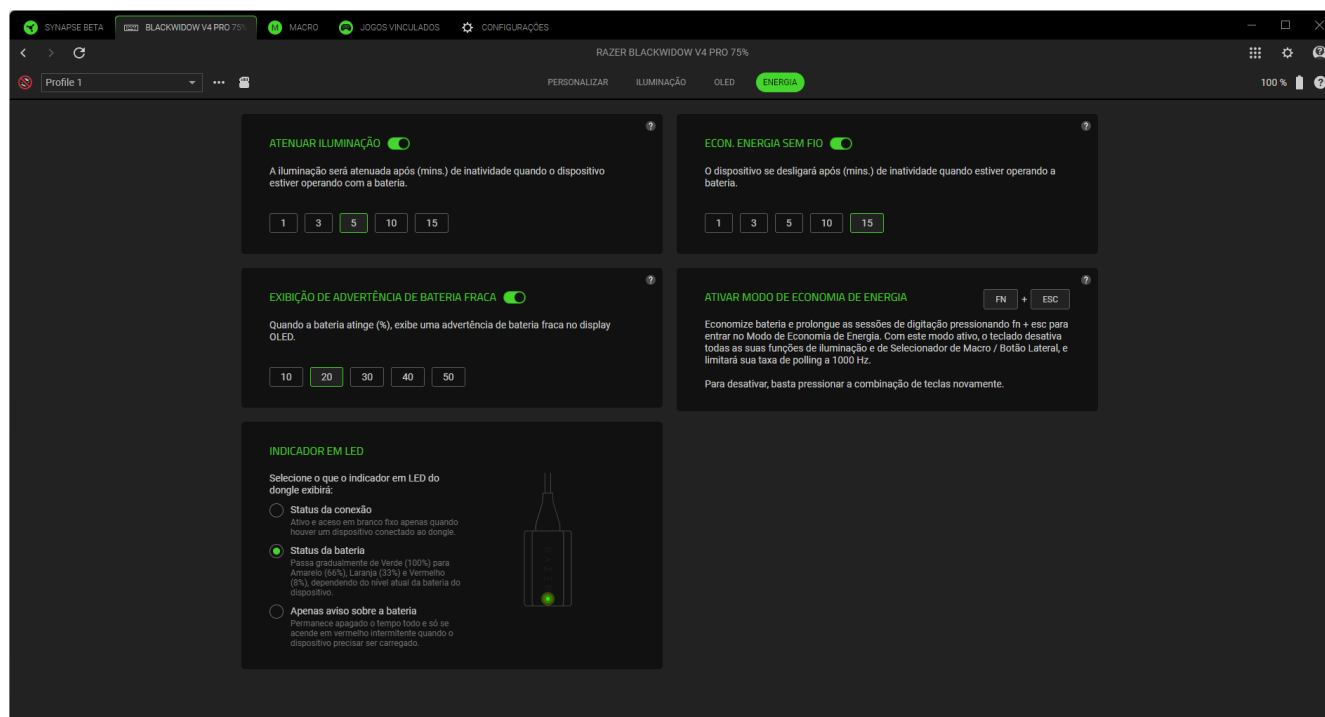 SYNAPSE BETA
BLACKWIDOW V4 PRO 75%
MACRO
JOGOS VINCULADOS
CONFIGURAÇÕES
RAZER BLACKWIDOW V4 PRO 75%
Profile 1
PERSONALIZAR
ILUMINAÇÃO
OLED
ENERGIA
100 %
ATENUAR ILUMINAÇÃO
A iluminação será atenuada após (mins.) de inatividade quando o dispositivo
estiver operando com a bateria.
1 3 5 10 15
ECON. ENERGIA SEM FIO
O dispositivo se desligará após (mins.) de inatividade quando estiver operando a
bateria.
1 3 5 10 15
EXIBIÇÃO DE ADVERTÊNCIA DE BATERIA FRACA
Quando a bateria atinge (%), exibe uma advertência de bateria fraca no display
OLED.
10 20 30 40 50
ATIVAR MODO DE ECONOMIA DE ENERGIA
FN + ESC
Economize bateria e prolongue as sessões de digitação pressionando fn + esc para
entrar no Modo de Economia de Energia. Com este modo ativo, o teclado desativa
todas as suas funções de iluminação e de Selecionador de Macro / Botão Lateral, e
limitará sua taxa de polling a 1000 Hz.
Para desativar, basta pressionar a combinação de teclas novamente.
INDICADOR EM LED
Selecione o que o indicador em LED do
dongle exibirá:
Status da conexão
Ativo e aceso em branco fixo apenas quando
houver um dispositivo conectado ao dongle.
Status da bateria
Passa gradualmente de Verde (100%) para
Amarelo (66%), Laranja (33%) e Vermelho
(8%), dependendo do nível atual da bateria do
dispositivo.
Apenas aviso sobre a bateria
Permanece apagado o tempo todo e só se
acende em vermelho intermitente quando o
dispositivo precisar ser carregado.